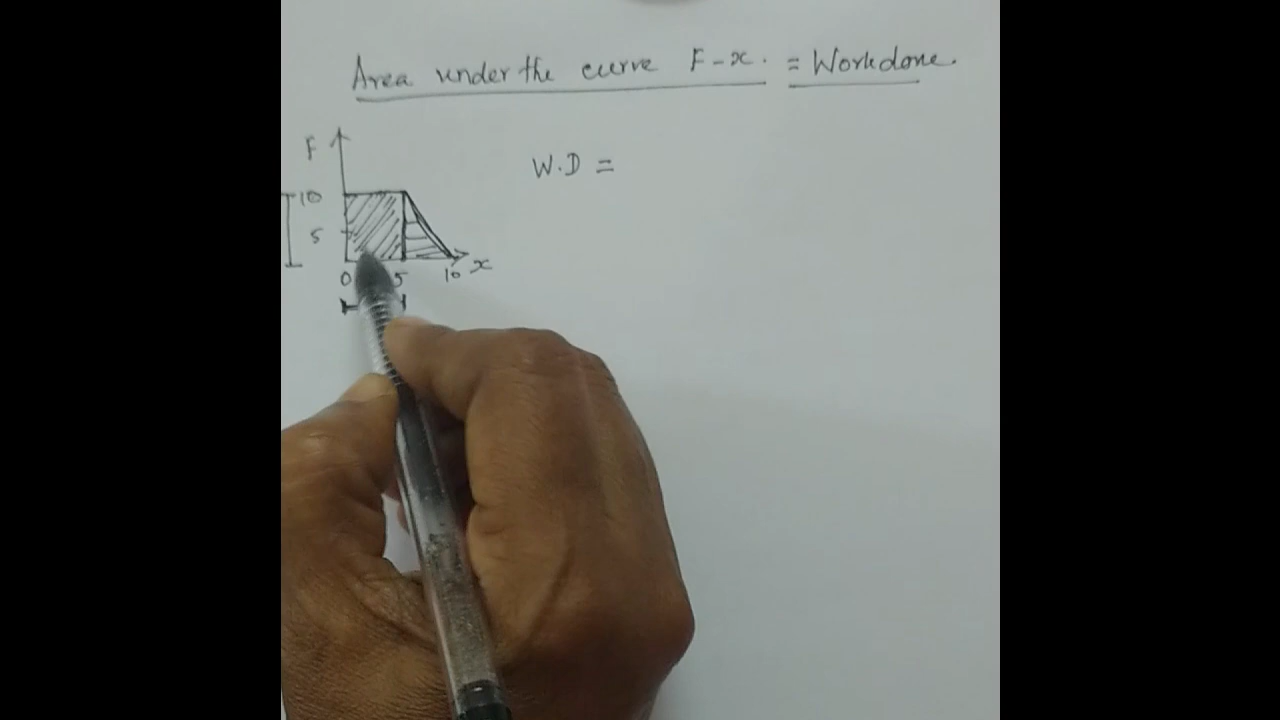 Area under the curve F-x. = Workdone.
F
W.D =
10
5
0 5 10 x